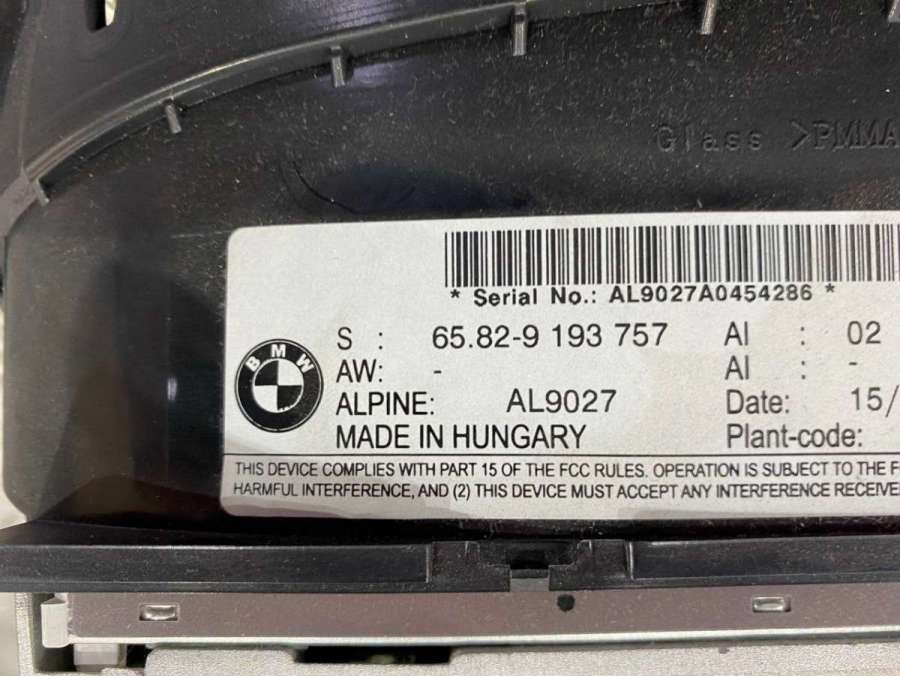 Glass >PMMA
* Serial No.: AL9027A0454286 *
S : 65.82-9 193 757 AI : 02
AW: - AI : -
BMW
ALPINE: AL9027 Date: 15/
MADE IN HUNGARY Plant-code:
THIS DEVICE COMPLIES WITH PART 15 OF THE FCC RULES. OPERATION IS SUBJECT TO THE F
HARMFUL INTERFERENCE, AND (2) THIS DEVICE MUST ACCEPT ANY INTERFERENCE RECEIVE